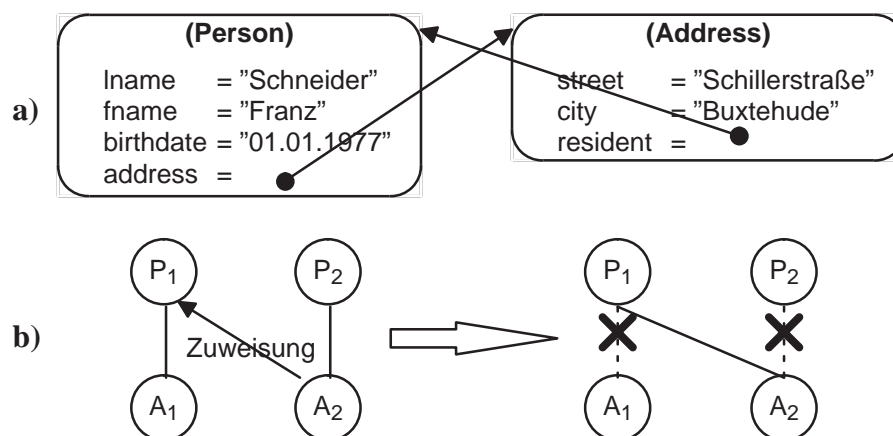 (Person)
lname = ”Schneider”
fname = ”Franz”
birthdate = ”01.01.1977”
address =
(Address)
street = ”Schillerstraße”
city = ”Buxtehude”
resident =
a)
P1 P2 P1 P2
b)
Zuweisung
A1 A2 A1 A2